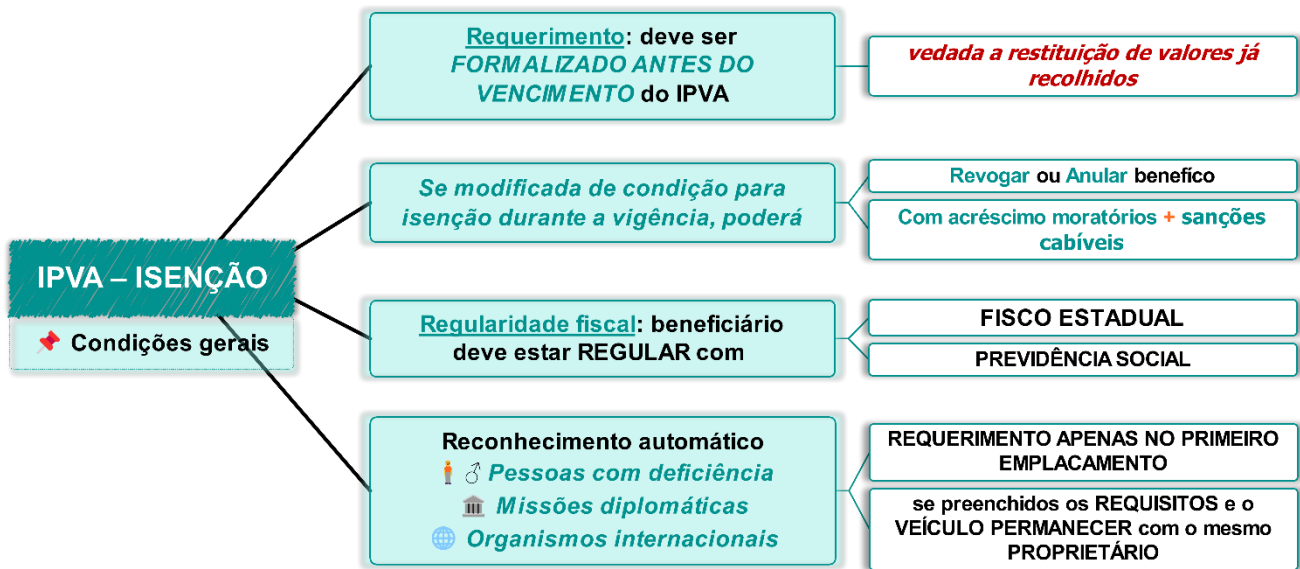 IPVA – ISENÇÃO
📌 Condições gerais
Requerimento: deve ser
FORMALIZADO ANTES DO
VENCIMENTO do IPVA
vedada a restituição de valores já
recolhidos
Se modificada de condição para
isenção durante a vigência, poderá
Revogar ou Anular benefíco
Com acréscimo moratórios + sanções
cabíveis
Regularidade fiscal: beneficiário
deve estar REGULAR com
FISCO ESTADUAL
PREVIDÊNCIA SOCIAL
Reconhecimento automático
🧍♂ Pessoas com deficiência
🏛 Missões diplomáticas
🌐 Organismos internacionais
REQUERIMENTO APENAS NO PRIMEIRO
EMPLACAMENTO
se preenchidos os REQUISITOS e o
VEÍCULO PERMANECER com o mesmo
PROPRIETÁRIO